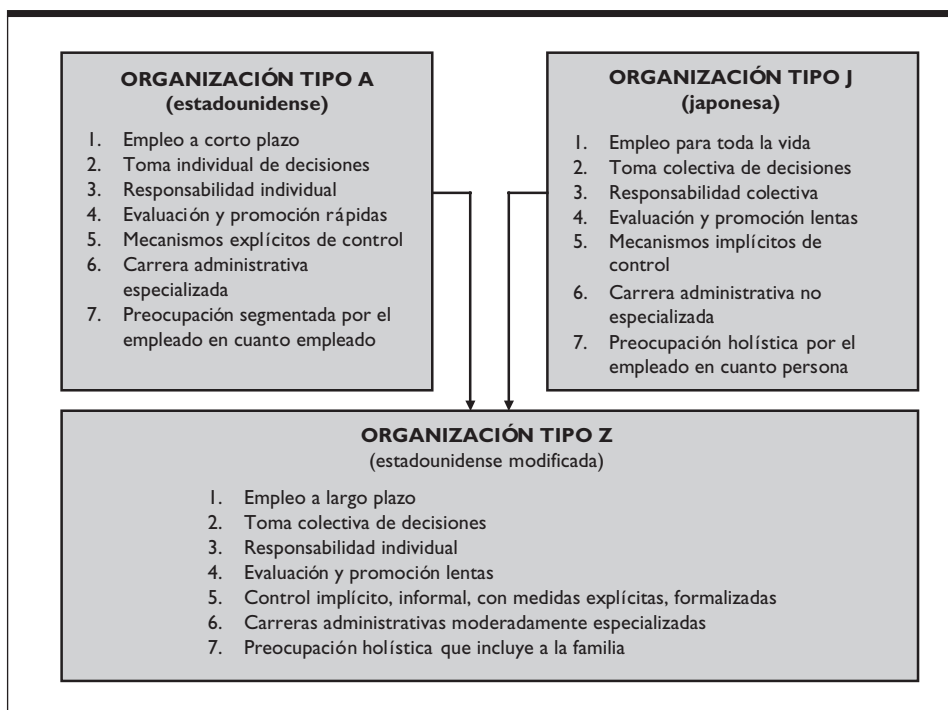 ORGANIZACIÓN TIPO A
(estadounidense)
1. Empleo a corto plazo
2. Toma individual de decisiones
3. Responsabilidad individual
4. Evaluación y promoción rápidas
5. Mecanismos explícitos de control
6. Carrera administrativa
especializada
7. Preocupación segmentada por el
empleado en cuanto empleado
ORGANIZACIÓN TIPO J
(japonesa)
1. Empleo para toda la vida
2. Toma colectiva de decisiones
3. Responsabilidad colectiva
4. Evaluación y promoción lentas
5. Mecanismos implícitos de
control
6. Carrera administrativa no
especializada
7. Preocupación holística por el
empleado en cuanto persona
ORGANIZACIÓN TIPO Z
(estadounidense modificada)
1. Empleo a largo plazo
2. Toma colectiva de decisiones
3. Responsabilidad individual
4. Evaluación y promoción lentas
5. Control implícito, informal, con medidas explícitas, formalizadas
6. Carreras administrativas moderadamente especializadas
7. Preocupación holística que incluye a la familia